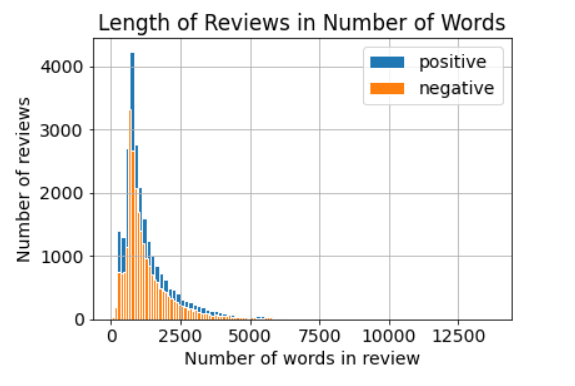 Length of Reviews in Number of Words
positive
negative
Number of reviews
4000
3000
2000
1000
0
0 2500 5000 7500 10000 12500
Number of words in review